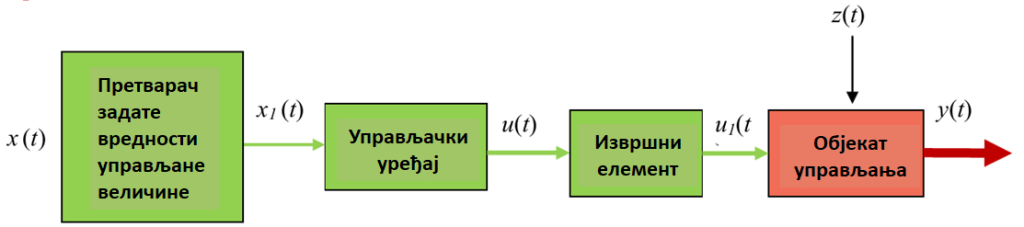 z(t)
Претварач
задате
вредности
управљане
величине
x(t)
x₁(t)
Управљачки
уређај
u(t)
Извршни
елемент
u₁(t
Објекат
управљања
y(t)